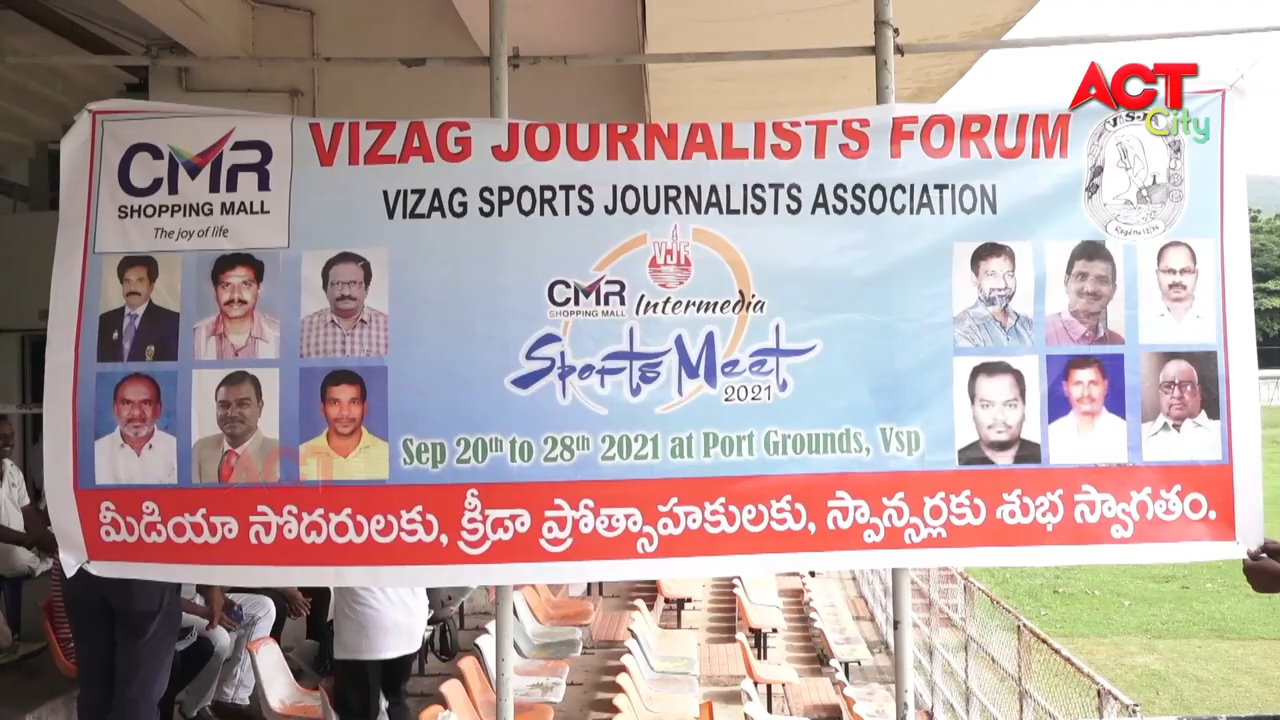 ACT
City
VIZAG JOURNALISTS FORUM
VIZAG SPORTS JOURNALISTS ASSOCIATION
CMR
SHOPPING MALL
The joy of life
VJF
CMR
SHOPPING MALL
Intermedia
Sports Meet
2021
Sep 20th to 28th 2021 at Port Grounds, Vsp
మీడియా సోదరులకు, క్రీడా ప్రోత్సాహకులకు, స్పాన్సర్లకు శుభ స్వాగతం.
ACT